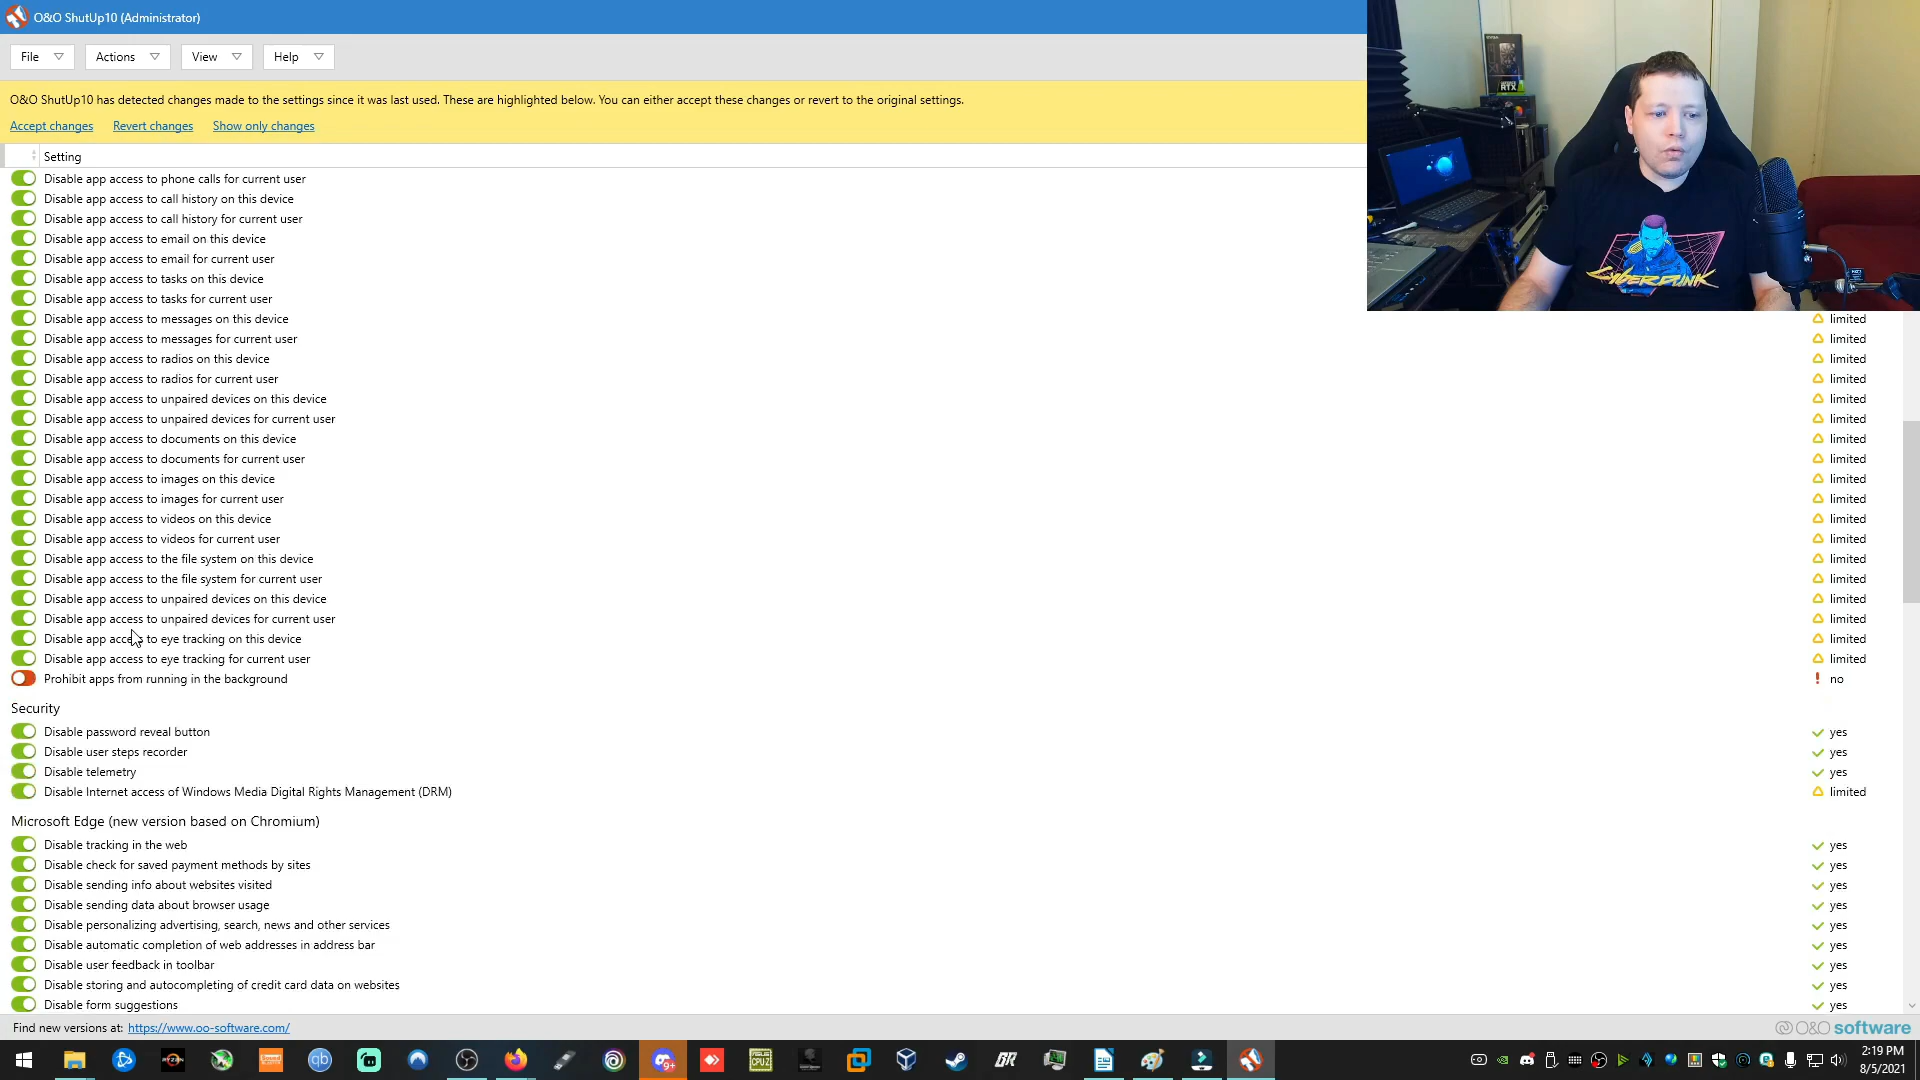 O&O ShutUp10 (Administrator)
File
Actions
View
Help
O&O ShutUp10 has detected changes made to the settings since it was last used. These are highlighted below. You can either accept these changes or revert to the original settings.
Accept changes
Revert changes
Show only changes
Setting
Disable app access to phone calls for current user
Disable app access to call history on this device
Disable app access to call history for current user
Disable app access to email on this device
Disable app access to email for current user
Disable app access to tasks on this device
Disable app access to tasks for current user
Disable app access to messages on this device limited
Disable app access to messages for current user limited
Disable app access to radios on this device limited
Disable app access to radios for current user limited
Disable app access to unpaired devices on this device limited
Disable app access to unpaired devices for current user limited
Disable app access to documents on this device limited
Disable app access to documents for current user limited
Disable app access to images on this device limited
Disable app access to images for current user limited
Disable app access to videos on this device limited
Disable app access to videos for current user limited
Disable app access to the file system on this device limited
Disable app access to the file system for current user limited
Disable app access to unpaired devices on this device limited
Disable app access to unpaired devices for current user limited
Disable app access to eye tracking on this device limited
Disable app access to eye tracking for current user limited
Prohibit apps from running in the background ! no
Security
Disable password reveal button yes
Disable user steps recorder yes
Disable telemetry yes
Disable Internet access of Windows Media Digital Rights Management (DRM) limited
Microsoft Edge (new version based on Chromium)
Disable tracking in the web yes
Disable check for saved payment methods by sites yes
Disable sending info about websites visited yes
Disable sending data about browser usage yes
Disable personalizing advertising, search, news and other services yes
Disable automatic completion of web addresses in address bar yes
Disable user feedback in toolbar yes
Disable storing and autocompleting of credit card data on websites yes
Disable form suggestions yes
Find new versions at: https://www.oo-software.com/
O&O software
RYZEN
qb
9+
CPU-Z
GR
2:19 PM
8/5/2021
RTX
CYBERPUNK